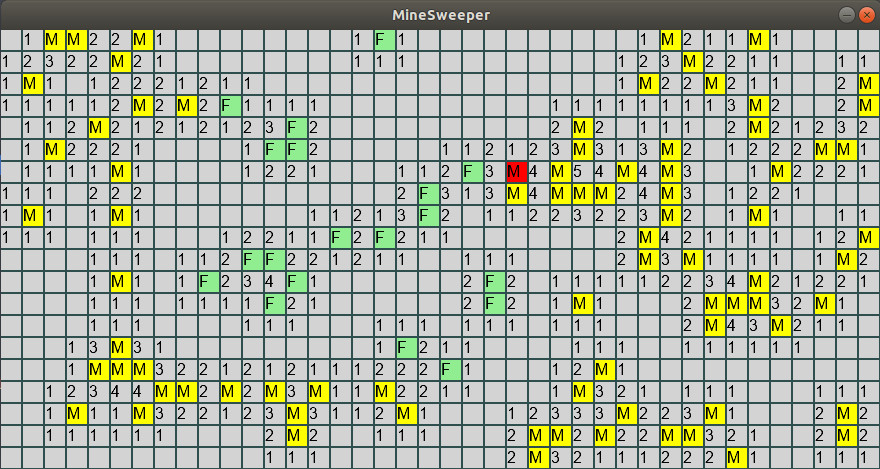 MineSweeper
1 M M 2 2 M 1 1 F 1 1 M 2 1 1 M 1
1 2 3 2 2 M 2 1 1 1 1 1 2 3 M 2 2 1 1 1 1
1 M 1 1 2 2 2 1 2 1 1 1 M 2 2 M 2 1 1 2 M
1 1 1 1 1 2 M 2 M 2 F 1 1 1 1 1 1 1 1 1 1 1 1 3 M 2 2 M
1 1 2 M 2 1 2 1 2 1 2 3 F 2 2 M 2 1 1 1 2 M 2 1 2 3 2
1 M 2 2 2 1 1 F F 2 1 1 2 1 2 3 M 3 1 3 M 2 1 2 2 2 M M 1
1 1 1 1 M 1 1 2 2 1 1 1 2 F 3 M 4 M 5 4 M 4 M 3 1 M 2 2 2 1
1 1 1 2 2 2 2 F 3 1 3 M 4 M M M 2 4 M 3 1 2 2 1
1 M 1 1 M 1 1 1 2 1 3 F 2 1 1 2 2 3 2 2 3 M 2 1 M 1 1 1
1 1 1 1 1 1 1 2 2 1 1 F 2 F 2 1 1 2 M 4 2 1 1 1 1 1 2 M
1 1 1 1 1 2 F F 2 2 1 2 1 1 1 1 1 2 M 3 M 1 1 1 1 1 M 2
1 M 1 1 F 2 3 4 F 1 2 F 2 1 1 1 1 1 2 2 3 4 M 2 1 2 2 1
1 1 1 1 1 1 1 F 2 1 2 F 2 1 M 1 2 M M M 3 2 M 1
1 1 1 1 1 1 1 1 1 1 1 1 1 1 1 2 M 4 3 M 2 1 1
1 3 M 3 1 1 F 2 1 1 1 1 1 1 1 1 1 1 1
1 M M M 3 2 2 1 2 1 2 1 1 1 2 2 2 F 1 1 2 M 1
1 2 3 4 4 M M 2 M 2 M 3 M 1 1 M 2 2 1 1 1 M 3 2 1 1 1 1 1 1 1
1 M 1 1 M 3 2 2 1 2 3 M 3 1 1 2 M 1 1 2 3 3 3 M 2 2 3 M 1 2 M 2
1 1 1 1 1 1 2 M 2 1 1 1 2 M M 2 M 2 2 M M 3 2 1 2 M 2
1 1 1 2 M 3 2 1 1 1 2 2 2 M 1 1 1 1